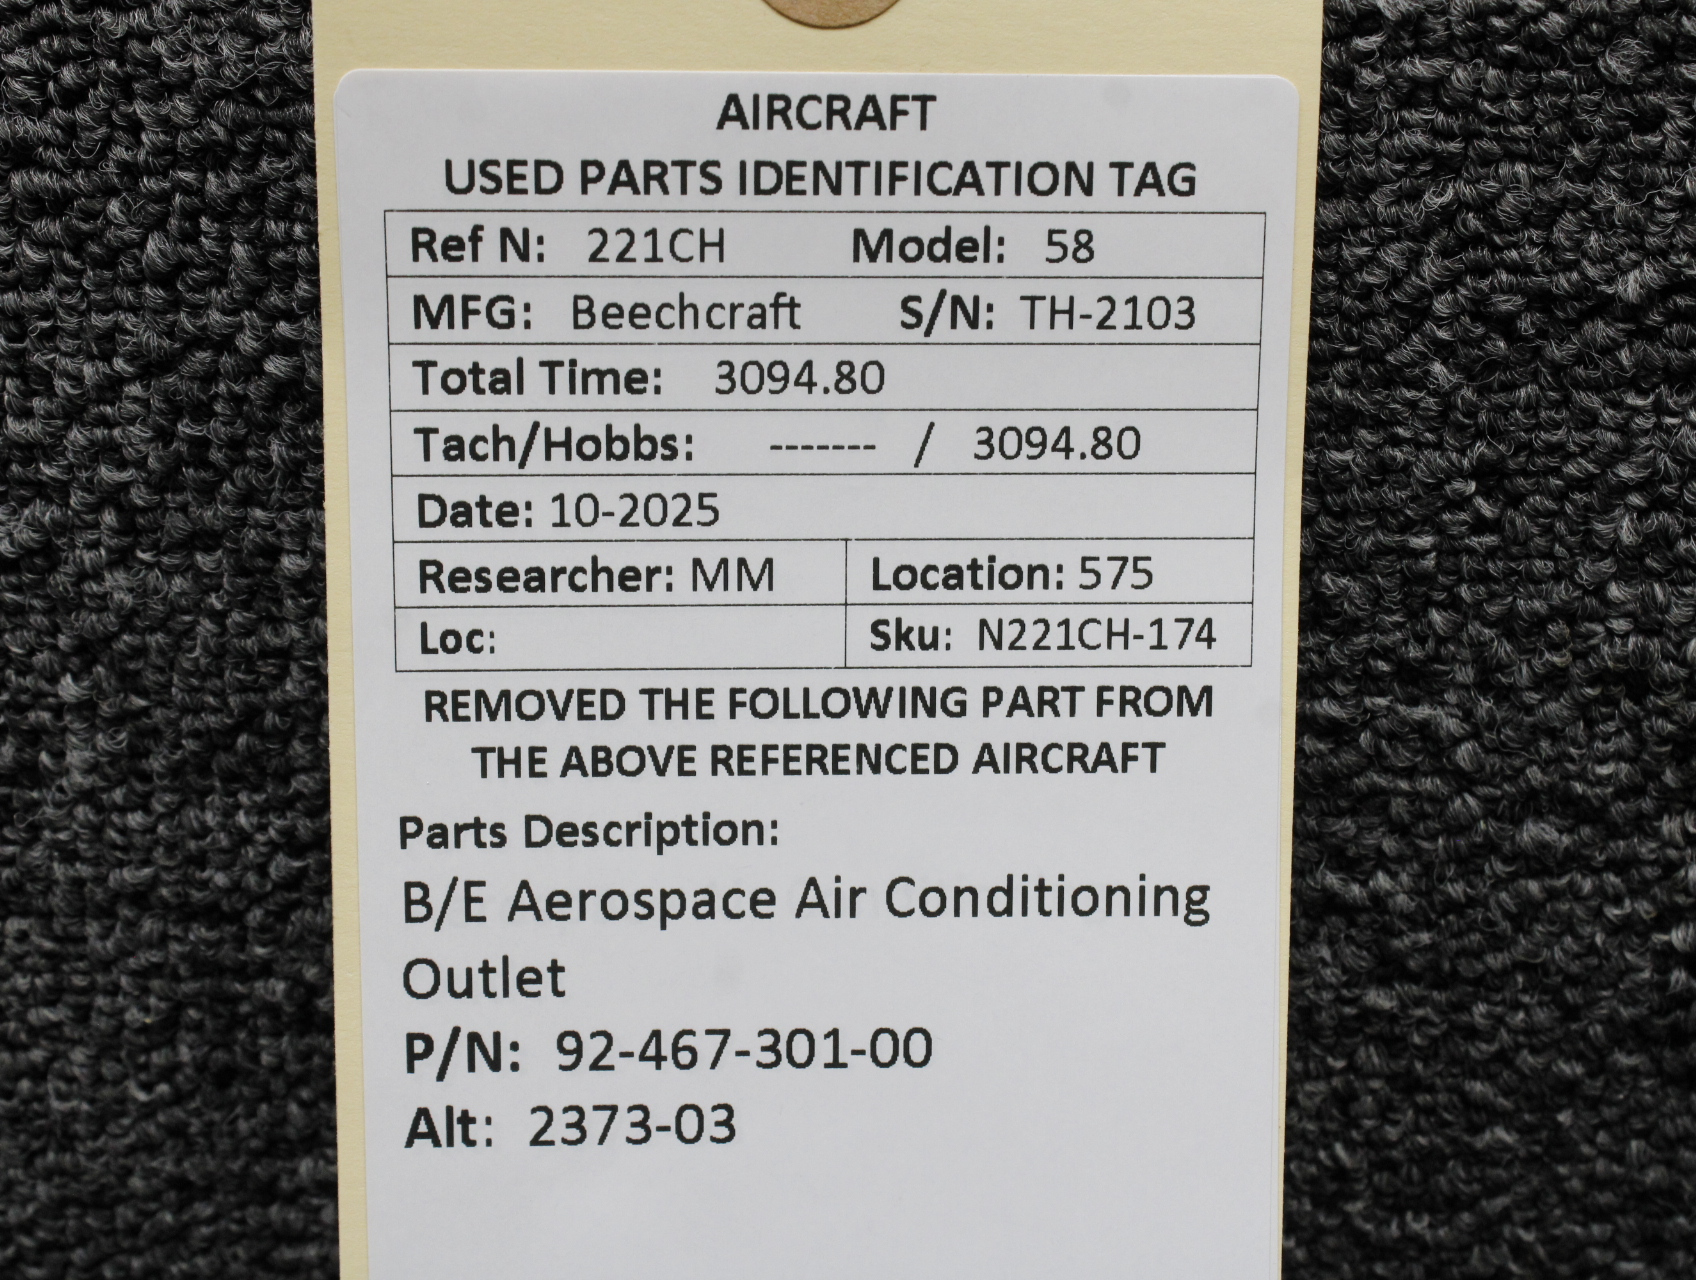 AIRCRAFT
USED PARTS IDENTIFICATION TAG
Ref N: 221CH Model: 58
MFG: Beechcraft S/N: TH-2103
Total Time: 3094.80
Tach/Hobbs: ------- / 3094.80
Date: 10-2025
Researcher: MM Location: 575
Loc: Sku: N221CH-174
REMOVED THE FOLLOWING PART FROM
THE ABOVE REFERENCED AIRCRAFT
Parts Description:
B/E Aerospace Air Conditioning
Outlet
P/N: 92-467-301-00
Alt: 2373-03